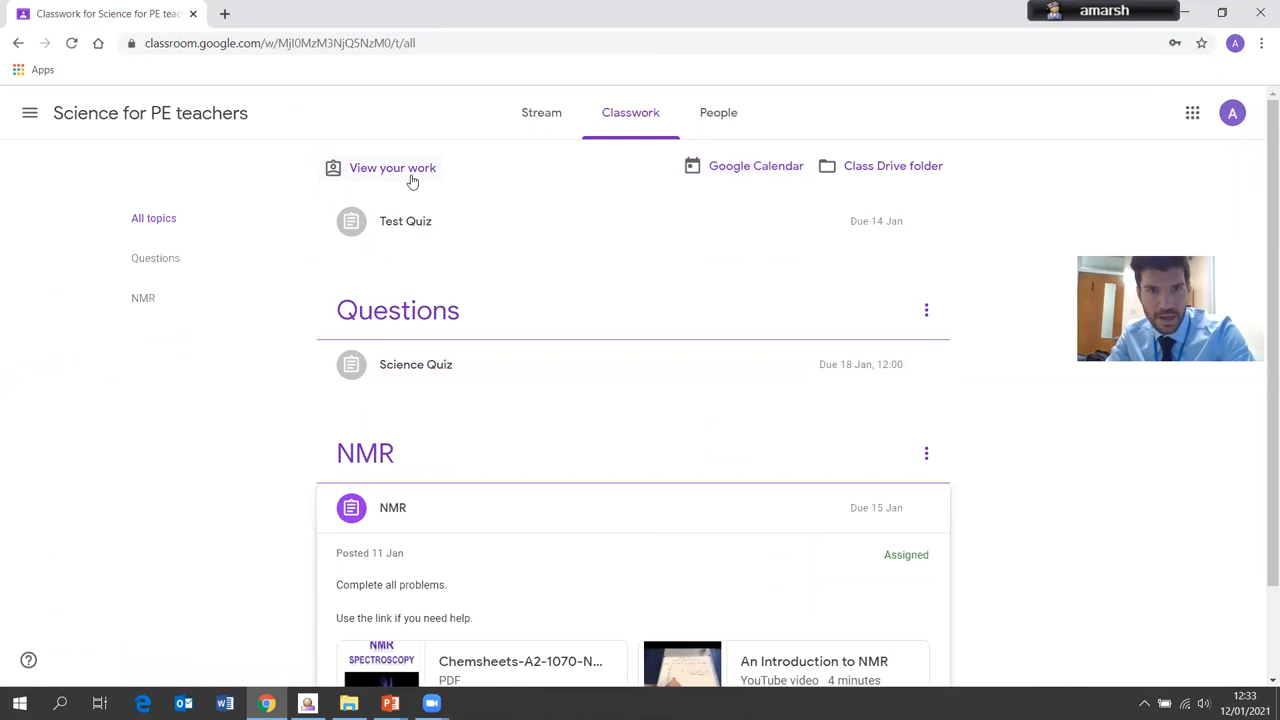 Classwork for Science for PE teachers
amarsh
classroom.google.com/w/MjI0MzM3NjQ5NzM0/t/all
A
Apps
Science for PE teachers
Stream
Classwork
People
A
View your work
Google Calendar
Class Drive folder
All topics
Questions
NMR
Test Quiz
Due 14 Jan
Questions
Science Quiz
Due 18 Jan, 12:00
NMR
NMR
Due 15 Jan
Posted 11 Jan
Assigned
Complete all problems.
Use the link if you need help.
NMR
SPECTROSCOPY
Chemsheets-A2-1070-N...
PDF
An Introduction to NMR
YouTube video 4 minutes
12:33
12/01/2021